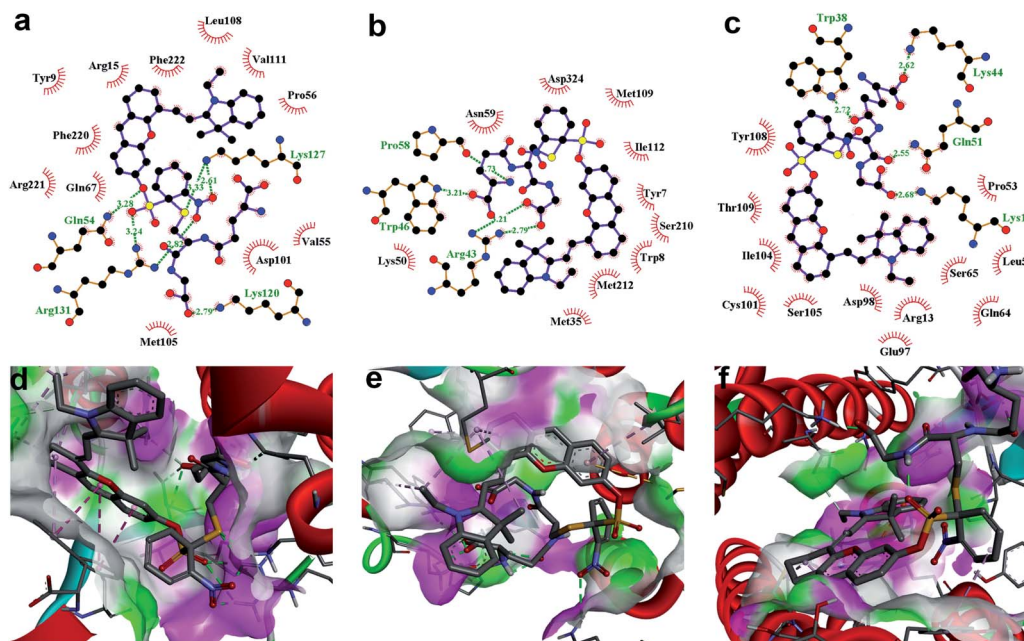 a
Leu108
Val111
Phe222
Arg15
Tyr9
Pro56
Phe220
Lys127
Arg221
Gln67
3.33
2.61
3.28
Gln54
3.24
2.82
Val55
Asp101
Arg131
Lys120
2.79
Met105
b
Asp324
Met109
Asn59
Pro58
Ile112
3.21
Tyr7
Trp46
.21
Ser210
2.79
Arg43
Trp8
Lys50
Met212
Met35
c
Trp38
2.62
Lys44
2.72
Tyr108
Gln51
2.55
Pro53
2.68
Thr109
Lys1
Ile104
Leu5
Ser65
Cys101
Asp98
Ser105
Arg13
Gln64
Glu97
d
e
f